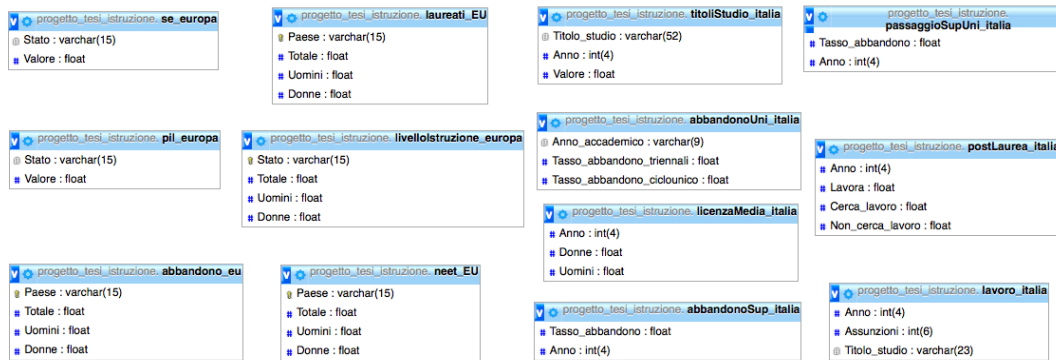 progetto_tesi_istruzione. se_europa
Stato : varchar(15)
# Valore : float
progetto_tesi_istruzione. laureati_EU
Paese : varchar(15)
# Totale : float
# Uomini : float
# Donne : float
progetto_tesi_istruzione. titoliStudio_italia
Titolo_studio : varchar(52)
# Anno : int(4)
# Valore : float
progetto_tesi_istruzione.
passaggioSupUni_italia
# Tasso_abbandono : float
# Anno : int(4)
progetto_tesi_istruzione. pil_europa
Stato : varchar(15)
# Valore : float
progetto_tesi_istruzione. livelloIstruzione_europa
Stato : varchar(15)
# Totale : float
# Uomini : float
# Donne : float
progetto_tesi_istruzione. abbandonoUni_italia
Anno_accademico : varchar(9)
# Tasso_abbandono_triennali : float
# Tasso_abbandono_ciclounico : float
progetto_tesi_istruzione. postLaurea_italia
# Anno : int(4)
# Lavora : float
# Cerca_lavoro : float
# Non_cerca_lavoro : float
progetto_tesi_istruzione. licenzaMedia_italia
# Anno : int(4)
# Donne : float
# Uomini : float
progetto_tesi_istruzione. abbandono_eu
Paese : varchar(15)
# Totale : float
# Uomini : float
# Donne : float
progetto_tesi_istruzione. neet_EU
Paese : varchar(15)
# Totale : float
# Uomini : float
# Donne : float
progetto_tesi_istruzione. abbandonoSup_italia
# Tasso_abbandono : float
# Anno : int(4)
progetto_tesi_istruzione. lavoro_italia
# Anno : int(4)
# Assunzioni : int(6)
Titolo_studio : varchar(23)